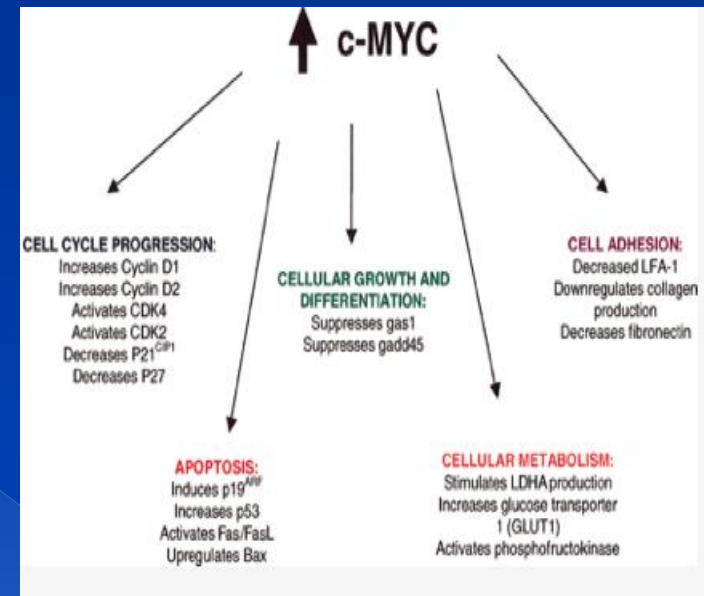 c-MYC
CELL CYCLE PROGRESSION:
Increases Cyclin D1
Increases Cyclin D2
Activates CDK4
Activates CDK2
Decreases P21CIP1
Decreases P27
CELLULAR GROWTH AND
DIFFERENTIATION:
Suppresses gas1
Suppresses gadd45
CELL ADHESION:
Decreased LFA-1
Downregulates collagen
production
Decreases fibronectin
APOPTOSIS:
Induces p19ARF
Increases p53
Activates Fas/FasL
Upregulates Bax
CELLULAR METABOLISM:
Stimulates LDHA production
Increases glucose transporter
1 (GLUT1)
Activates phosphofructokinase